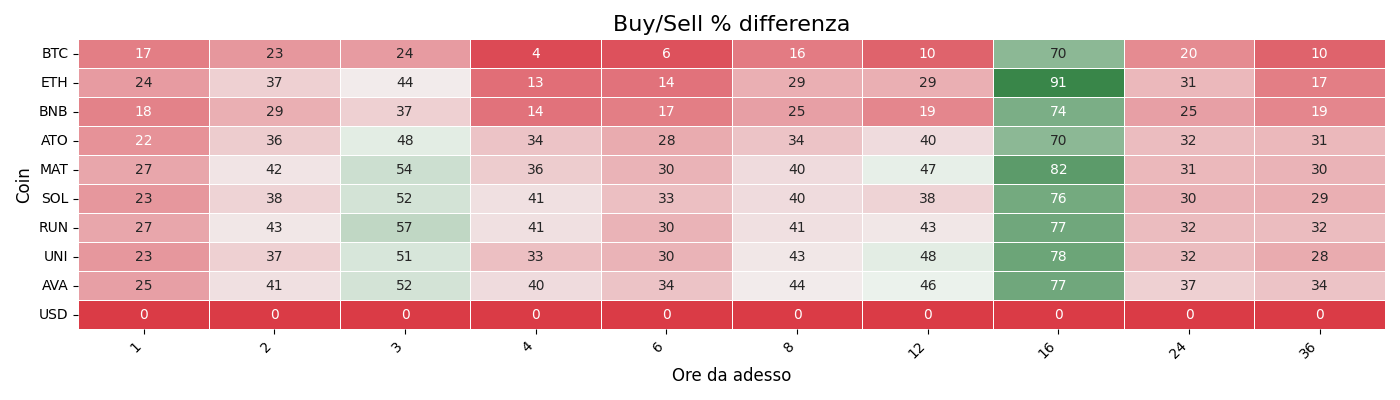 Buy/Sell % differenza
Coin
BTC 17 23 24 4 6 16 10 70 20 10
ETH 24 37 44 13 14 29 29 91 31 17
BNB 18 29 37 14 17 25 19 74 25 19
ATO 22 36 48 34 28 34 40 70 32 31
MAT 27 42 54 36 30 40 47 82 31 30
SOL 23 38 52 41 33 40 38 76 30 29
RUN 27 43 57 41 30 41 43 77 32 32
UNI 23 37 51 33 30 43 48 78 32 28
AVA 25 41 52 40 34 44 46 77 37 34
USD 0 0 0 0 0 0 0 0 0 0
1 2 3 4 6 8 12 16 24 36
Ore da adesso